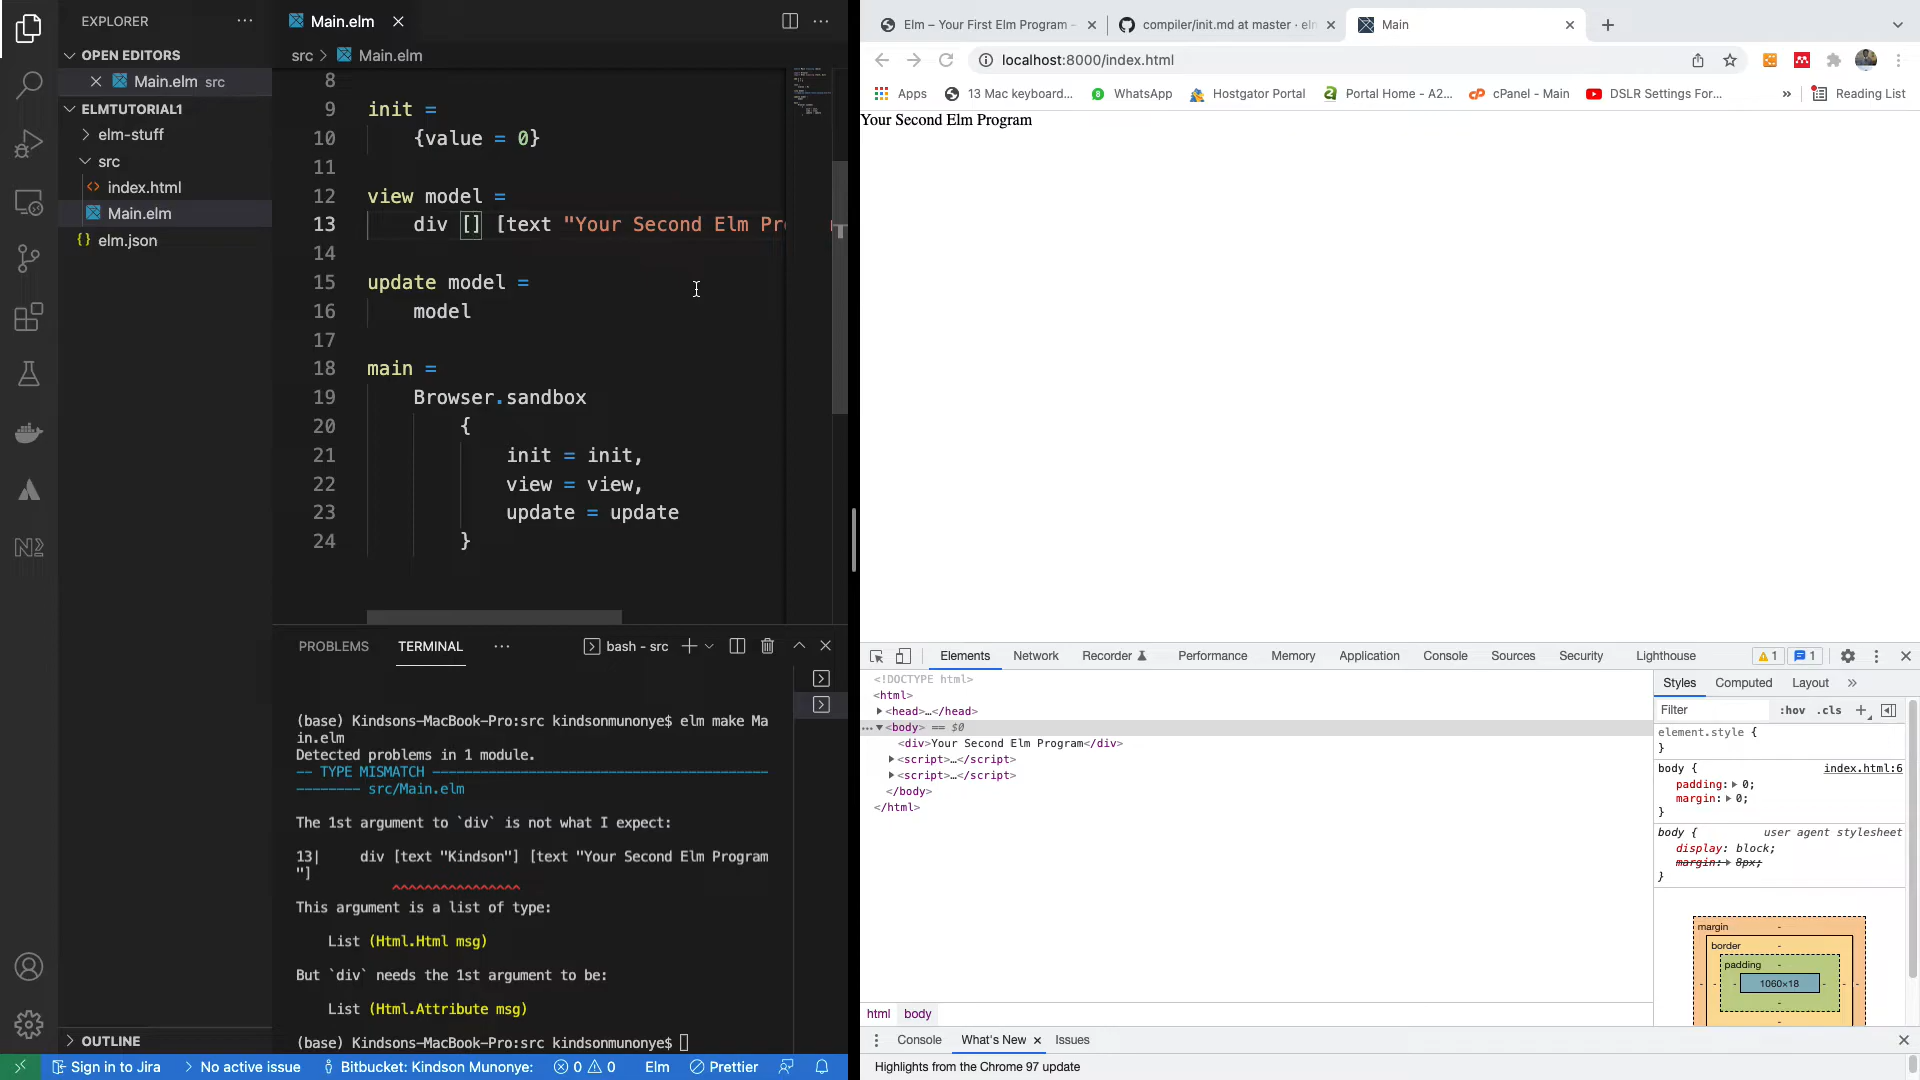 EXPLORER
OPEN EDITORS
Main.elm src
ELMTUTORIAL1
elm-stuff
src
index.html
Main.elm
elm.json
OUTLINE
Main.elm
src > Main.elm
8
9 init =
10 {value = 0}
11
12 view model =
13 div [] [text "Your Second Elm Pr
14
15 update model =
16 model
17
18 main =
19 Browser.sandbox
20 {
21 init = init,
22 view = view,
23 update = update
24 }
PROBLEMS TERMINAL bash - src
(base) Kindsons-MacBook-Pro:src kindsonmunonye$ elm make Ma
in.elm
Detected problems in 1 module.
-- TYPE MISMATCH --------------------------------------------
-------- src/Main.elm
The 1st argument to `div` is not what I expect:
13| div [text "Kindson"] [text "Your Second Elm Program
"]
^^^^^^^^^^^^^^^^
This argument is a list of type:
List (Html.Html msg)
But `div` needs the 1st argument to be:
List (Html.Attribute msg)
(base) Kindsons-MacBook-Pro:src kindsonmunonye$
Sign in to Jira No active issue Bitbucket: Kindson Munonye: 0 0 Elm Prettier
Elm – Your First Elm Program - compiler/init.md at master · elm Main
localhost:8000/index.html
Apps 13 Mac keyboard... WhatsApp Hostgator Portal Portal Home - A2... cPanel - Main DSLR Settings For... » Reading List
Your Second Elm Program
Elements Network Recorder Performance Memory Application Console Sources Security Lighthouse 1 1
<!DOCTYPE html>
<html>
<head>…</head>
<body> == $0
<div>Your Second Elm Program</div>
<script>…</script>
<script>…</script>
</body>
</html>
html body
Styles Computed Layout »
Filter :hov .cls +
element.style {
}
body { index.html:6
padding: 0;
margin: 0;
}
body { user agent stylesheet
display: block;
margin: 8px;
}
margin -
border -
padding -
- - - 1060×18 - - -
-
-
Console What's New Issues
Highlights from the Chrome 97 update